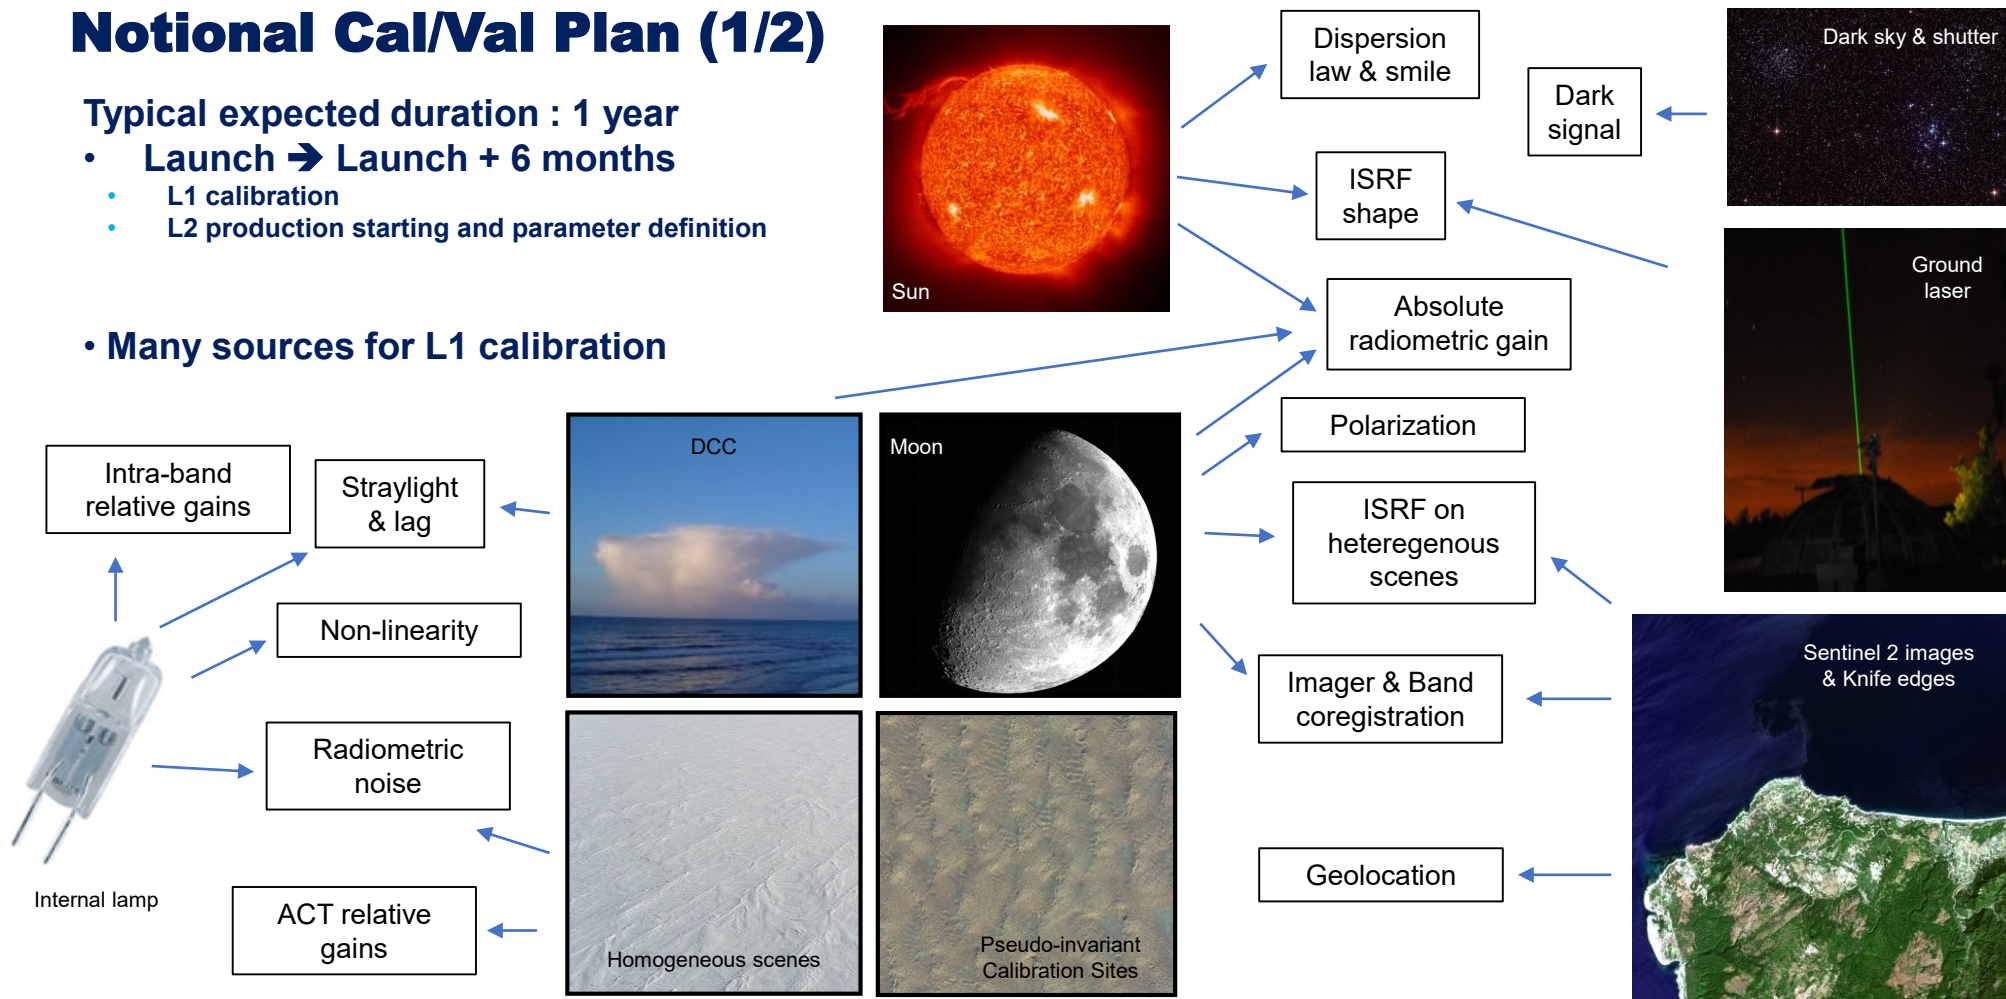 Notional Cal/Val Plan (1/2)
Typical expected duration : 1 year
• Launch ➔ Launch + 6 months
• L1 calibration
• L2 production starting and parameter definition
• Many sources for L1 calibration
Sun
Dispersion
law & smile
Dark
signal
Dark sky & shutter
ISRF
shape
Ground
laser
Absolute
radiometric gain
Polarization
DCC
Moon
Intra-band
relative gains
Straylight
& lag
ISRF on
heteregenous
scenes
Non-linearity
Sentinel 2 images
& Knife edges
Imager & Band
coregistration
Radiometric
noise
Geolocation
Internal lamp
ACT relative
gains
Homogeneous scenes
Pseudo-invariant
Calibration Sites